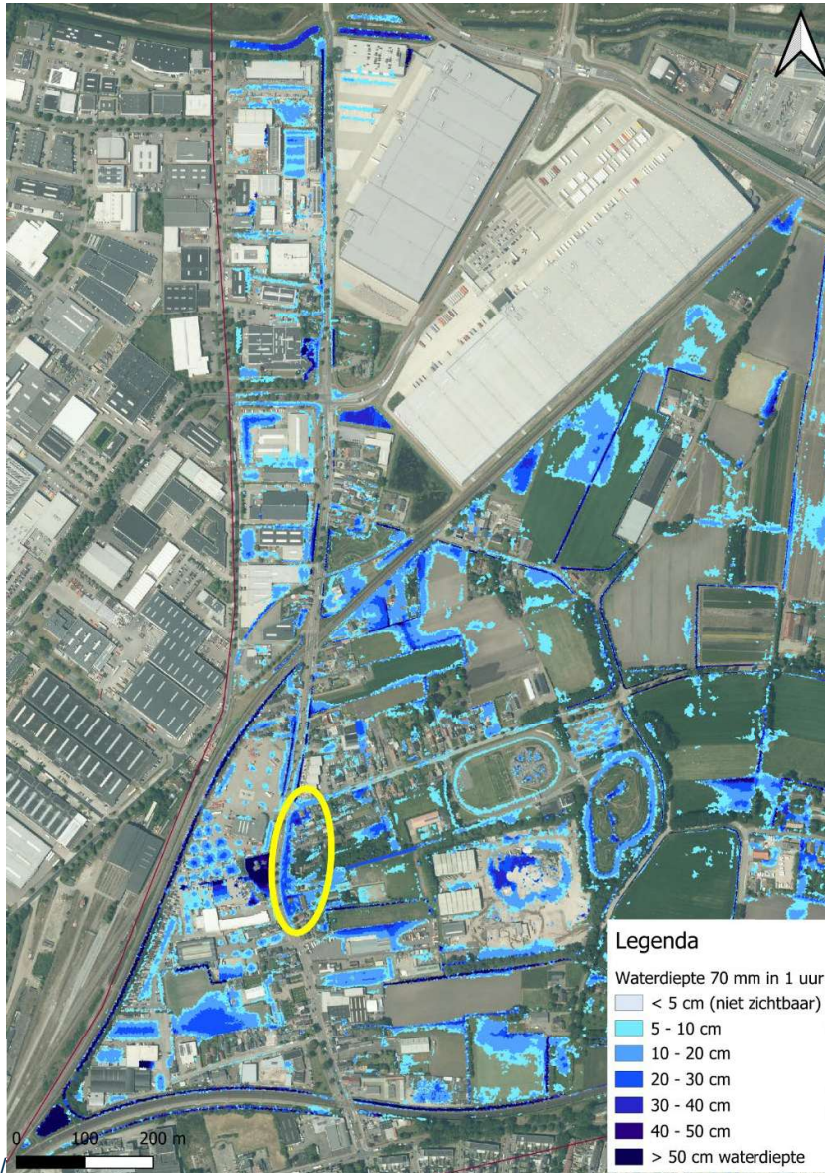 Legenda
Waterdiepte 70 mm in 1 uur
< 5 cm (niet zichtbaar)
5 - 10 cm
10 - 20 cm
20 - 30 cm
30 - 40 cm
40 - 50 cm
> 50 cm waterdiepte
0 100 200 m